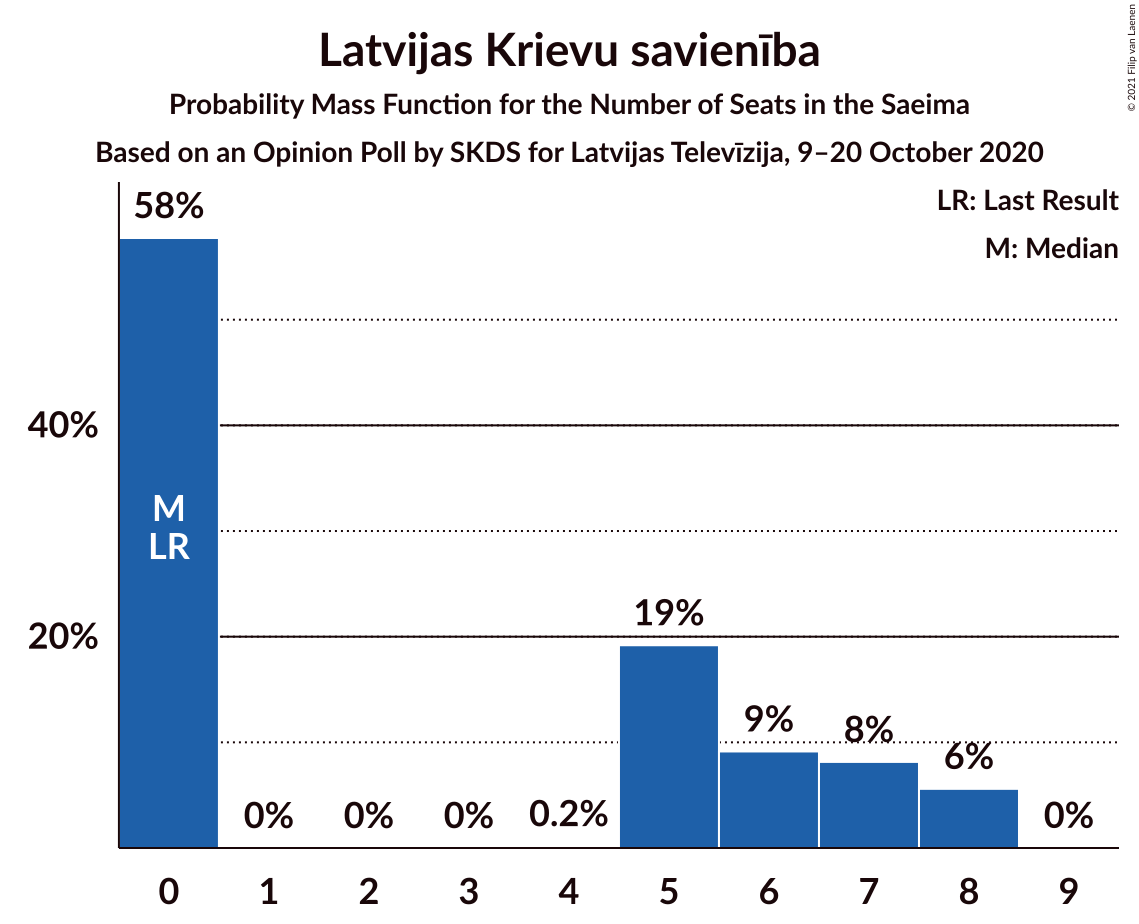 Latvijas Krievu savienība
Probability Mass Function for the Number of Seats in the Saeima
Based on an Opinion Poll by SKDS for Latvijas Televīzija, 9–20 October 2020
© 2021 Filip van Laenen
LR: Last Result
M: Median
58%
40%
20%
M
LR
0%
0%
0%
0.2%
19%
9%
8%
6%
0%
0 1 2 3 4 5 6 7 8 9